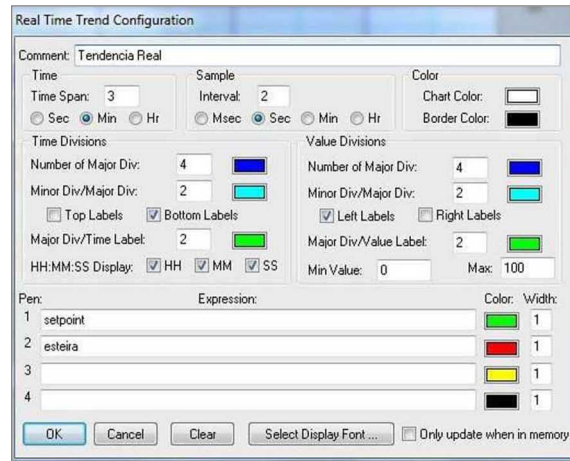 Real Time Trend Configuration
Comment: Tendencia Real
Time
Time Span: 3
Sec Min Hr
Sample
Interval: 2
Msec Sec Min Hr
Color
Chart Color:
Border Color:
Time Divisions
Number of Major Div: 4
Minor Div/Major Div: 2
Top Labels Bottom Labels
Major Div/Time Label: 2
HH:MM:SS Display: HH MM SS
Value Divisions
Number of Major Div: 4
Minor Div/Major Div: 2
Left Labels Right Labels
Major Div/Value Label: 2
Min Value: 0 Max: 100
Pen: Expression: Color: Width:
1 setpoint 1
2 esteira 1
3 1
4 1
OK Cancel Clear Select Display Font ... Only update when in memory